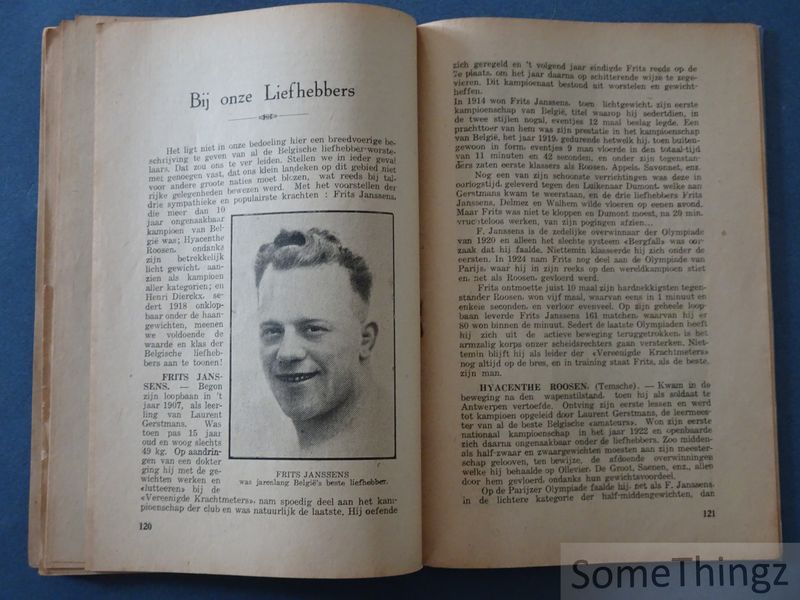 Bij onze Liefhebbers
Het ligt niet in onze bedoeling hier een breedvoerige be-
schrijving te geven van al de Belgische liefhebber-worste-
laars. Dat zou ons te ver leiden. Stellen we in ieder geval
met genoegen vast, dat ons klein landeken op dit gebied niet
voor andere groote naties moet blozen, wat reeds bij tal-
rijke gelegenheden bewezen werd. Met het voorstellen der
drie sympathieke en populairste krachten : Frits Janssens,
die meer dan 10
jaar ongenaakbaar
kampioen van Bel-
gië was; Hyacenthe
Roosen, ondanks
zijn betrekkelijk
licht gewicht, aan-
zien als kampioen
aller kategorien; en
Henri Dierckx, se-
dert 1918 onklop-
baar onder de haan-
gewichten, meenen
we voldoende de
waarde en klas der
Belgische liefheb-
bers aan te toonen!
FRITS JANS-
SENS. — Begon
zijn loopbaan in 't
jaar 1907, als leer-
ling van Laurent
Gerstmans. Was
toen pas 15 jaar
oud en woog slechts
49 kg. Op aandrin-
gen van een dokter
ging hij met de ge-
wichten werken en
«lutteeren» bij de
«Vereenigde Krachtmeters», nam spoedig deel aan het kam-
pioenschap der club en was natuurlijk de laatste. Hij oefende
FRITS JANSSENS
was jarenlang België's beste liefhebber.
120
zich geregeld en 't volgend jaar eindigde Frits reeds op de
7e plaats, om het jaar daarna op schitterende wijze te zege-
vieren. Dit kampioenaat bestond uit worstelen en gewicht-
heffen.
In 1914 won Frits Janssens, toen lichtgewicht, zijn eerste
kampioenschap van België, titel waarop hij sedertdien, in
de twee stijlen nogal, eventjes 12 maal beslag legde. Een
prachttoer van hem was zijn prestatie in het kampioenschap
van België, het jaar 1919, gedurende hetwelk hij, toen buiten-
gewoon in form, eventjes 9 man vloerde in den totaal-tijd
van 11 minuten en 42 seconden, en onder zijn tegenstan-
ders zaten eerste klassers als Roosen, Appels, Savonnet, enz.
Nog een van zijn schoonste verrichtingen was deze in
oorlogstijd, geleverd tegen den Luikenaar Dumont, welke aan
Gerstmans kwam te weerstaan, en de drie liefhebbers Frits
Janssens, Delmez en Walhem wilde vloeren op eenen avond.
Maar Frits was niet te kloppen en Dumont moest, na 20 min.
vruchteloos werken, van zijn pogingen afzien...
F. Janssens is de zedelijke overwinnaar der Olympiade
van 1920 en alleen het slechte systeem «Bergfall» was oor-
zaak dat hij faalde. Niettemin klasseerde hij zich onder de
eersten. In 1924 nam Frits nog deel aan de Olympiade van
Parijs, waar hij in zijn reeks op den wereldkampioen stiet
en net als Roosen, gevloerd werd.
Frits ontmoette juist 10 maal zijn hardnekkigsten tegen-
stander Roosen, won vijf maal, waarvan eens in 1 minuut en
enkele seconden, en verloor evenveel. Op zijn geheele loop-
baan leverde Frits Janssens 161 matchen, waarvan hij er
80 won binnen de minuut. Sedert de laatste Olympiaden heeft
hij zich uit de actieve beweging teruggetrokken, is het
armzalig korps onzer scheidsrechters gaan versterken. Niet-
temin blijft hij als leider der «Vereenigde Krachtmeters»
nog altijd op de bres, en in training staat Frits, als de beste,
zijn man.
HYACENTHE ROOSEN, (Temsche). — Kwam in de
beweging na den wapenstilstand, toen hij als soldaat te
Antwerpen vertoefde. Ontving zijn eerste lessen en werd
tot kampioen opgeleid door Laurent Gerstmans, de leermees-
ter van al de beste Belgische «amateurs». Won zijn eerste
nationaal kampioenschap in het jaar 1922 en openbaarde
zich daarna ongenaakbaar onder de liefhebbers. Zoo midden-
als half-zwaar en zwaargewichten moesten aan zijn meester-
schap gelooven, ten bewijze, de afdoende overwinningen
welke hij behaalde op Ollevier, De Groot, Saenen, enz., allen
door hem gevloerd, ondanks hun gewichtsvoordeel.
Op de Parijzer Olympiade faalde hij, net als F. Janssens,
in de lichtere kategorie der half-middengewichten, dan
121
SomeThingz